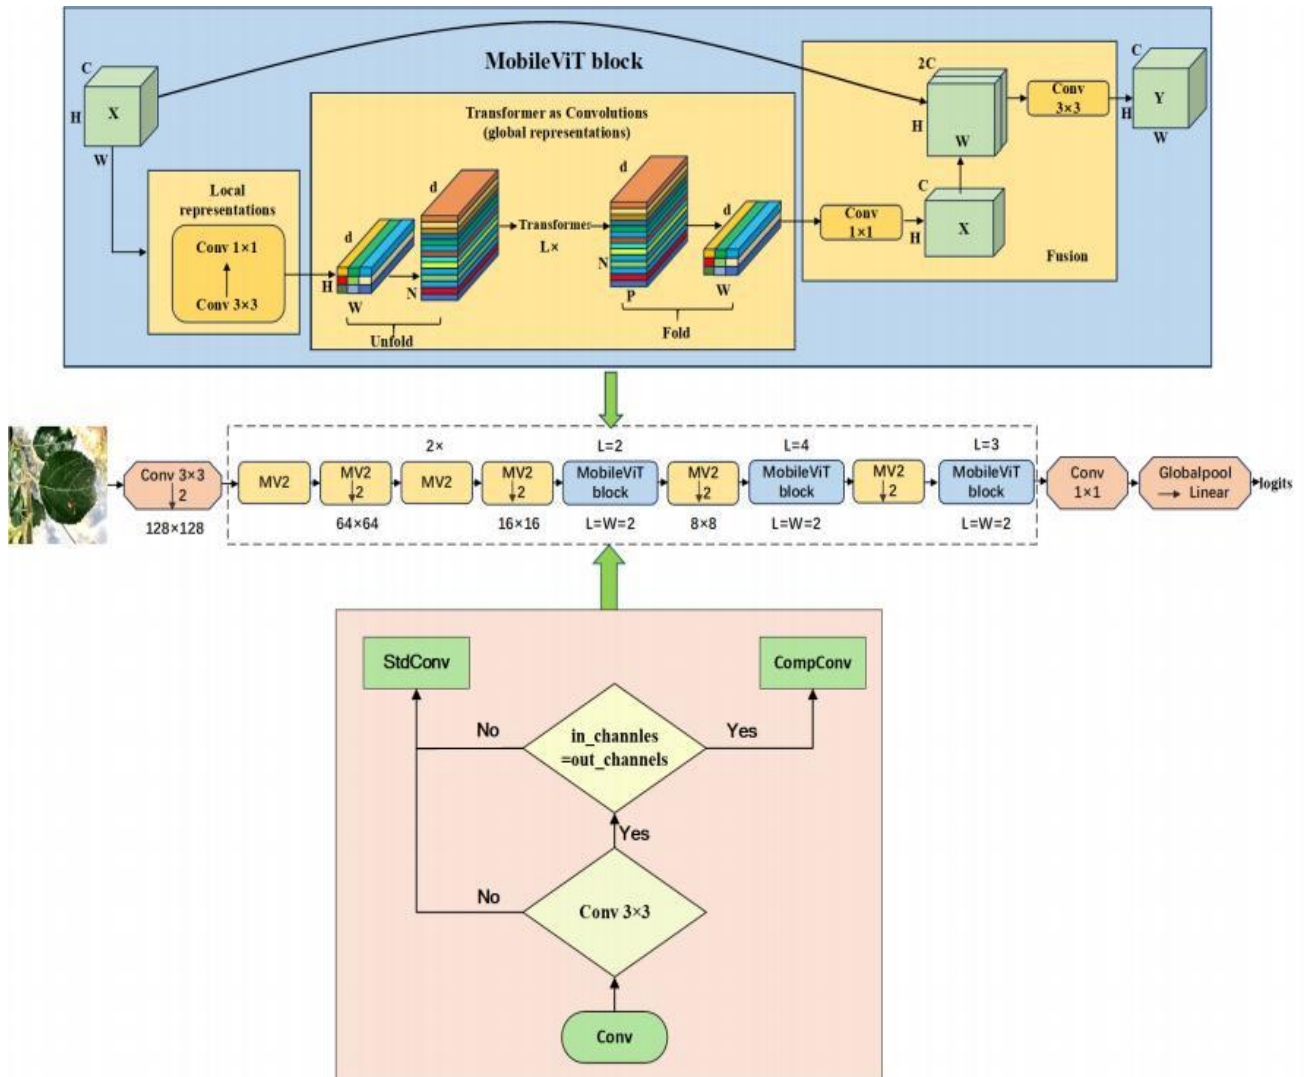 MobileViT block
C
H
X
W
Local
representations
Conv 1×1
Conv 3×3
Transformer as Convolutions
(global representations)
d
H
W
d
N
Unfold
Transformer
L×
d
N
P
d
W
Fold
Conv
1×1
C
H
X
2C
H
W
Conv
3×3
Fusion
C
H
Y
W
2×
L=2
L=4
L=3
Conv 3×3
2
MV2
MV2
2
MV2
MV2
2
MobileViT
block
MV2
2
MobileViT
block
MV2
2
MobileViT
block
Conv
1×1
Globalpool
Linear
logits
128×128
64×64
16×16
L=W=2
8×8
L=W=2
L=W=2
StdConv
CompConv
No
in_channles
=out_channels
Yes
Yes
No
Conv 3×3
Conv